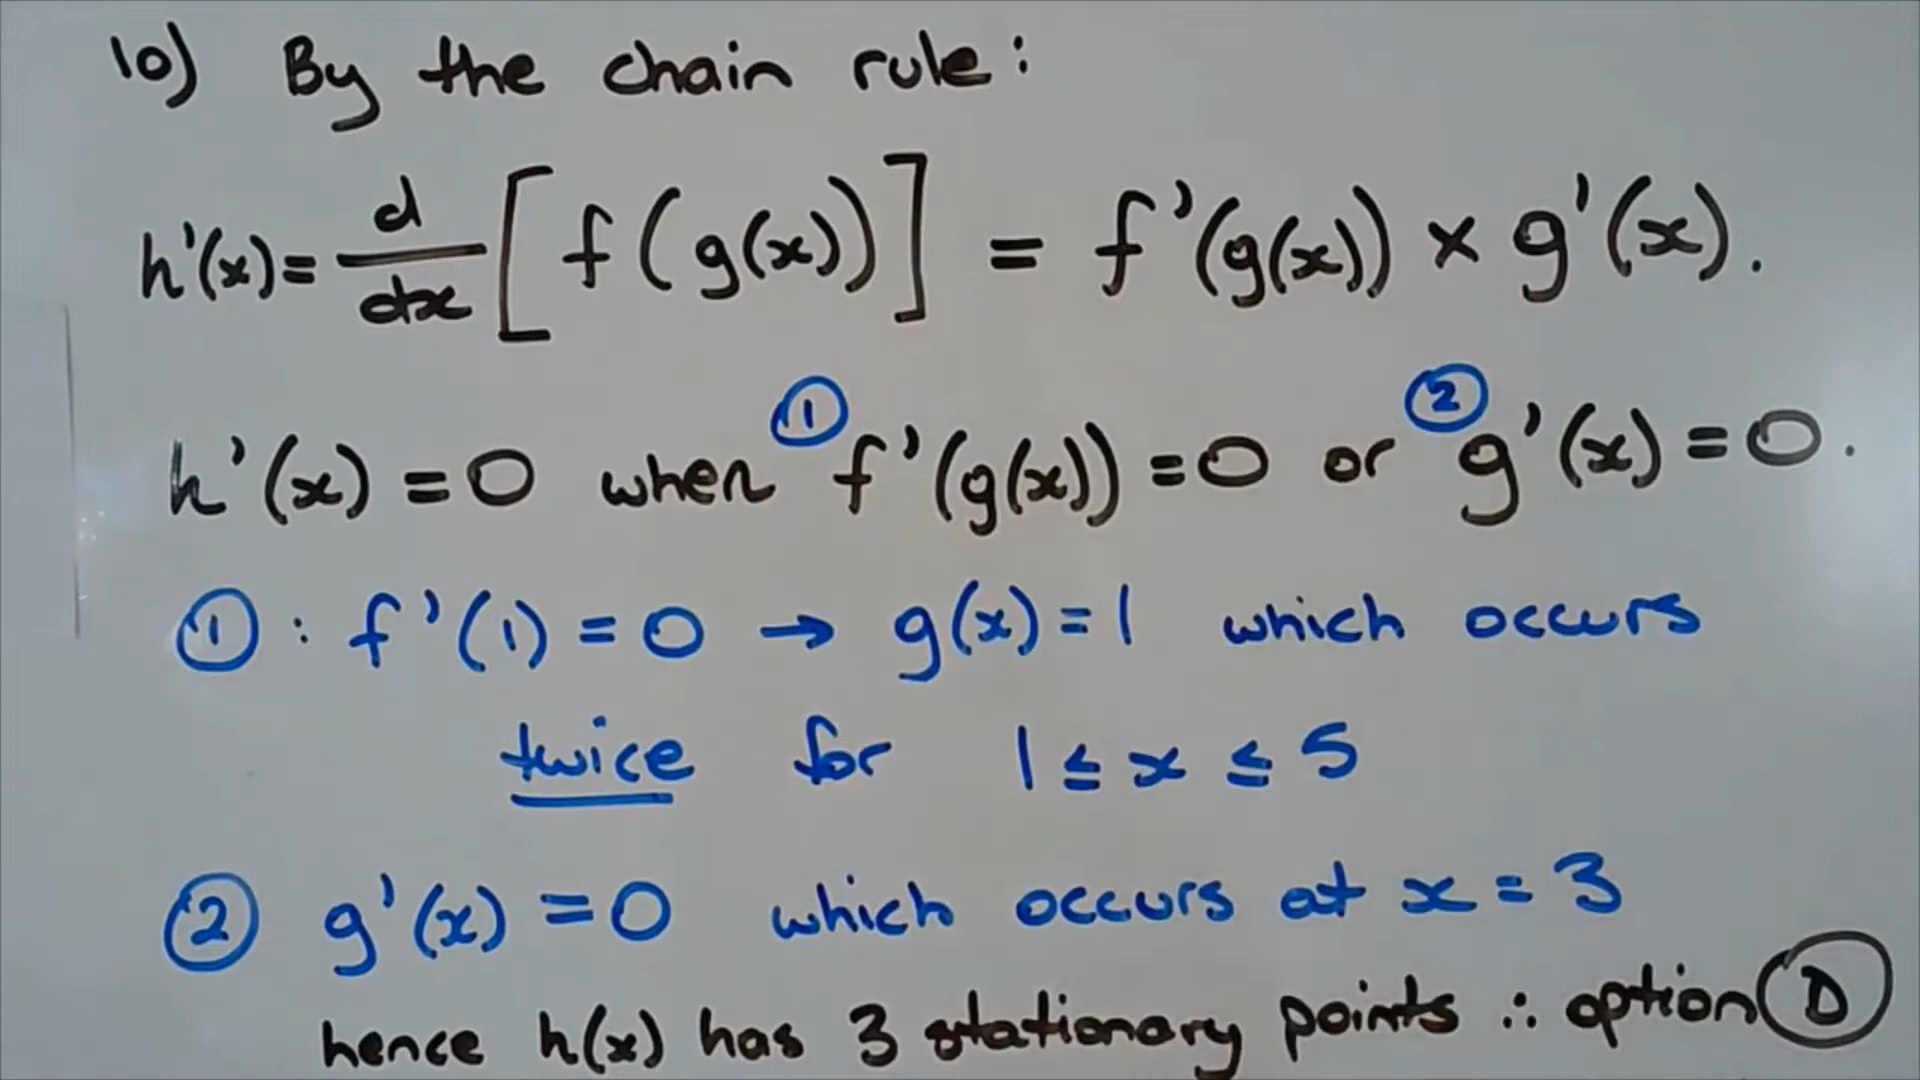 10) By the chain rule:
h'(x) = d/dx [f(g(x))] = f'(g(x)) × g'(x).
h'(x) = 0 when ① f'(g(x)) = 0 or ② g'(x) = 0.
① : f'(1) = 0 → g(x) = 1 which occurs
twice for 1 ≤ x ≤ 5
② g'(x) = 0 which occurs at x = 3
hence h(x) has 3 stationary points ∴ option D